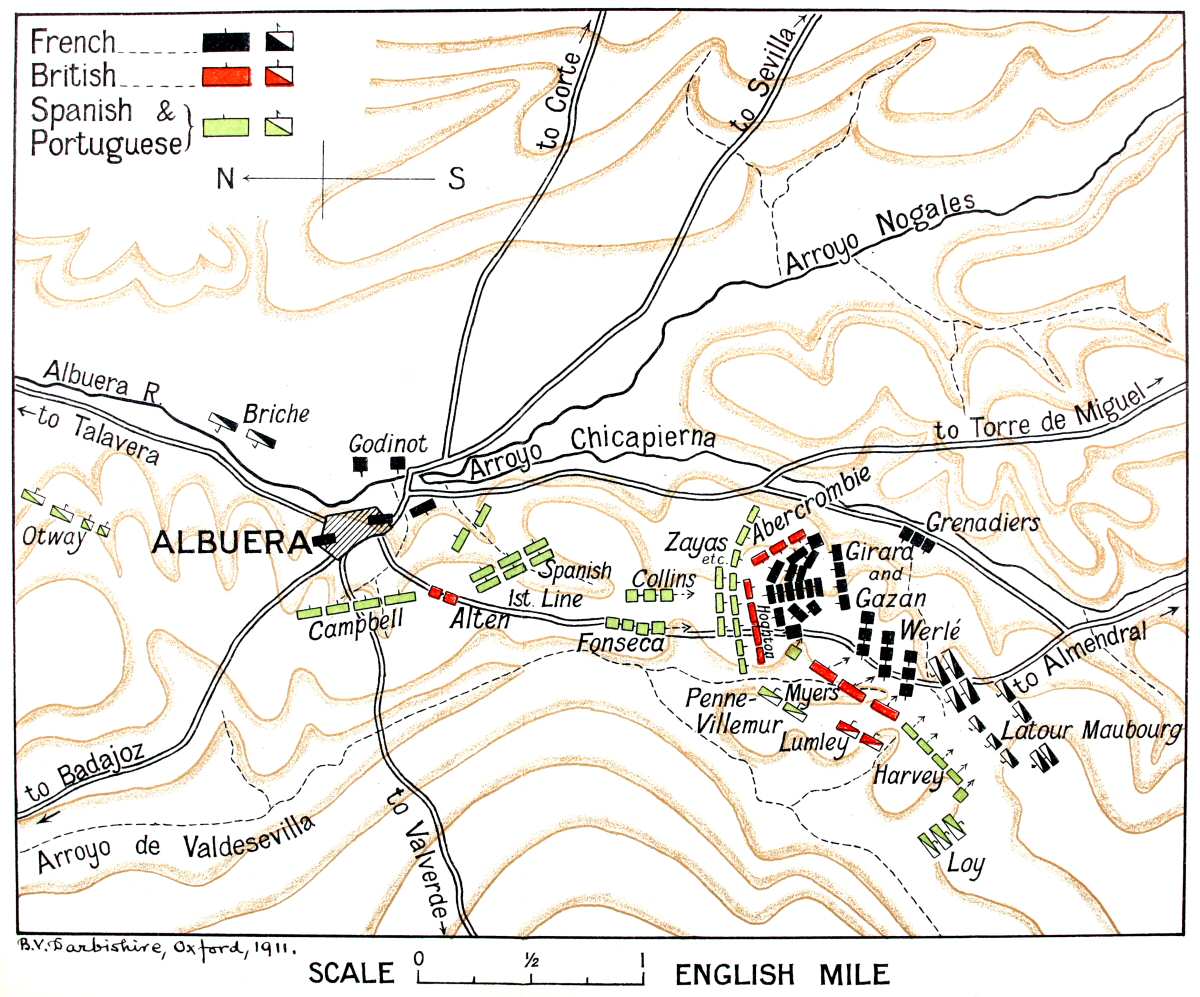 French
British
Spanish &
Portuguese
N S
to Corte
to Sevilla
Arroyo Nogales
Albuera R.
to Talavera
Briche
Godinot
Arroyo Chicapierna
to Torre de Miguel
Otway
ALBUERA
Zayas
etc.
Abercrombie
Grenadiers
Girard
and
Gazan
Spanish
1st. Line
Collins
Hoghton
Campbell
Alten
Fonseca
Werlé
to Almendral
Penne-
Villemur
Myers
Lumley
Latour Maubourg
Harvey
to Badajoz
to Valverde
Arroyo de Valdesevilla
Loy
B.V. Darbishire, Oxford, 1911.
SCALE 0 ½ 1 ENGLISH MILE